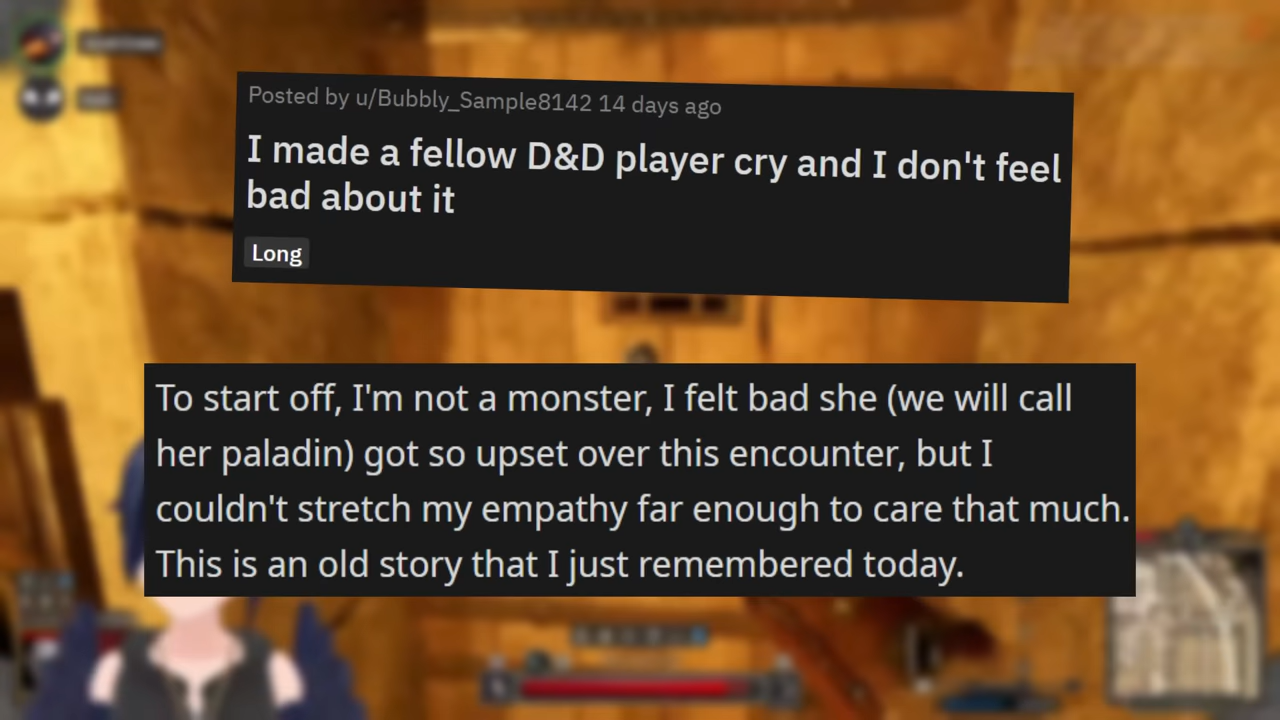 Posted by u/Bubbly_Sample8142 14 days ago
I made a fellow D&D player cry and I don't feel
bad about it
Long
To start off, I'm not a monster, I felt bad she (we will call
her paladin) got so upset over this encounter, but I
couldn't stretch my empathy far enough to care that much.
This is an old story that I just remembered today.